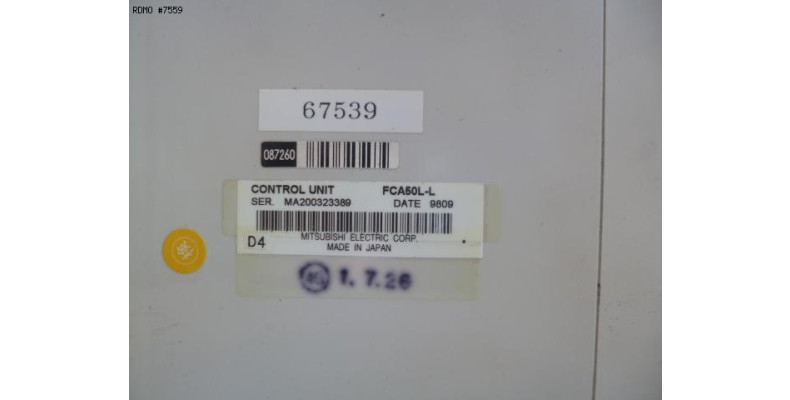 RDMO #7559
67539
087260
CONTROL UNIT FCA50L-L
SER. MA200323389 DATE 9609
MITSUBISHI ELECTRIC CORP.
D4 MADE IN JAPAN
1. 7.26